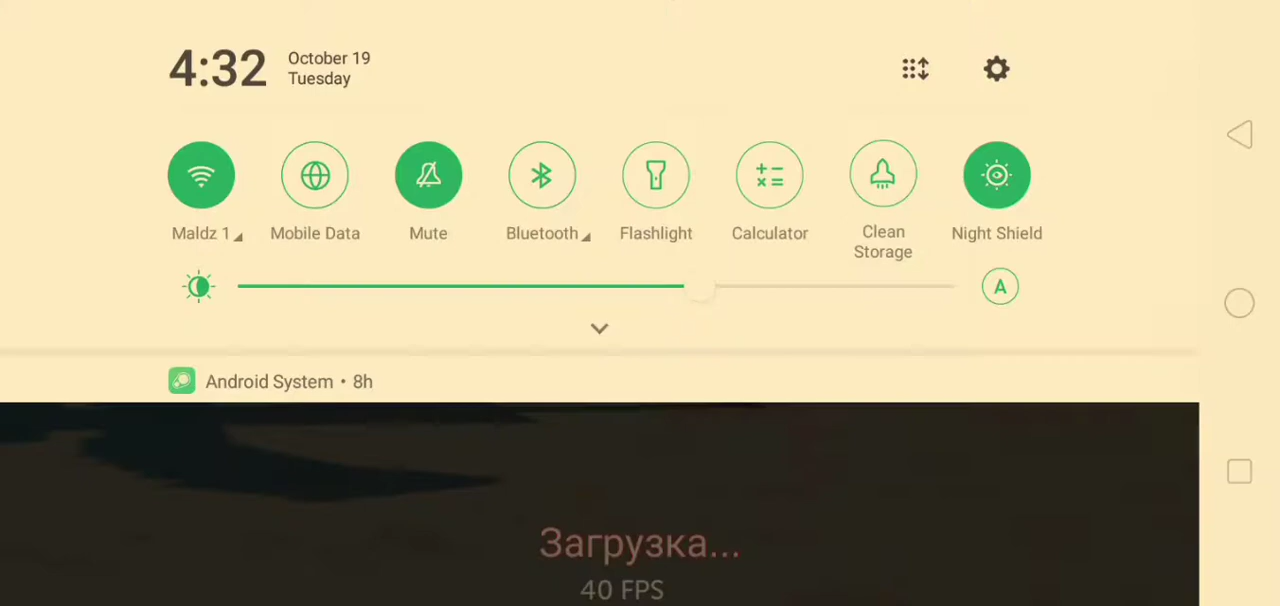 4:32
October 19
Tuesday
Maldz 1
Mobile Data
Mute
Bluetooth
Flashlight
Calculator
Clean
Storage
Night Shield
A
Android System • 8h
Загрузка...
40 FPS